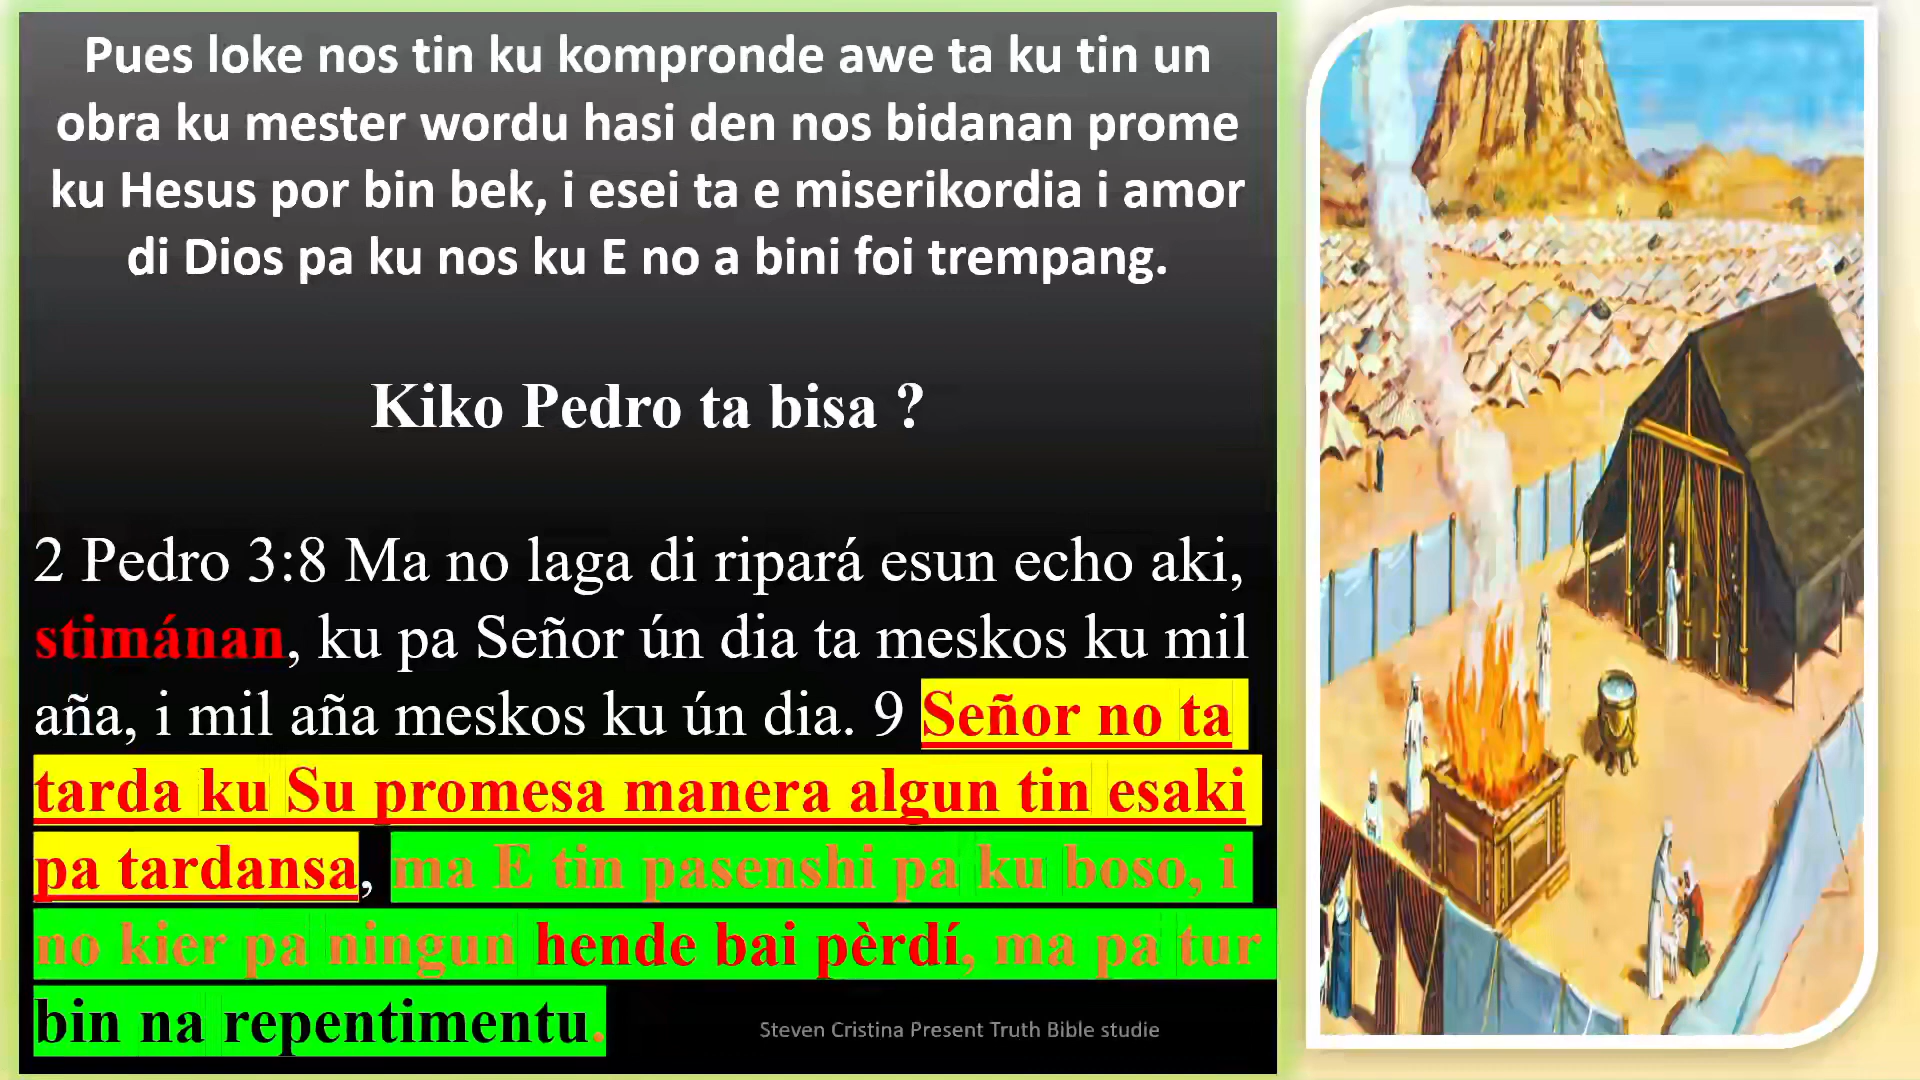 Pues loke nos tin ku kompronde awe ta ku tin un
obra ku mester wordu hasi den nos bidanan prome
ku Hesus por bin bek, i esei ta e miserikordia i amor
di Dios pa ku nos ku E no a bini foi trempang.
Kiko Pedro ta bisa ?
2 Pedro 3:8 Ma no laga di ripará esun echo aki,
stimánan, ku pa Señor ún dia ta meskos ku mil
aña, i mil aña meskos ku ún dia. 9 Señor no ta
tarda ku Su promesa manera algun tin esaki
pa tardansa, ma E tin pasenshi pa ku boso, i
no kier pa ningun hende bai pèrdí, ma pa tur
bin na repentimentu.
Steven Cristina Present Truth Bible studie